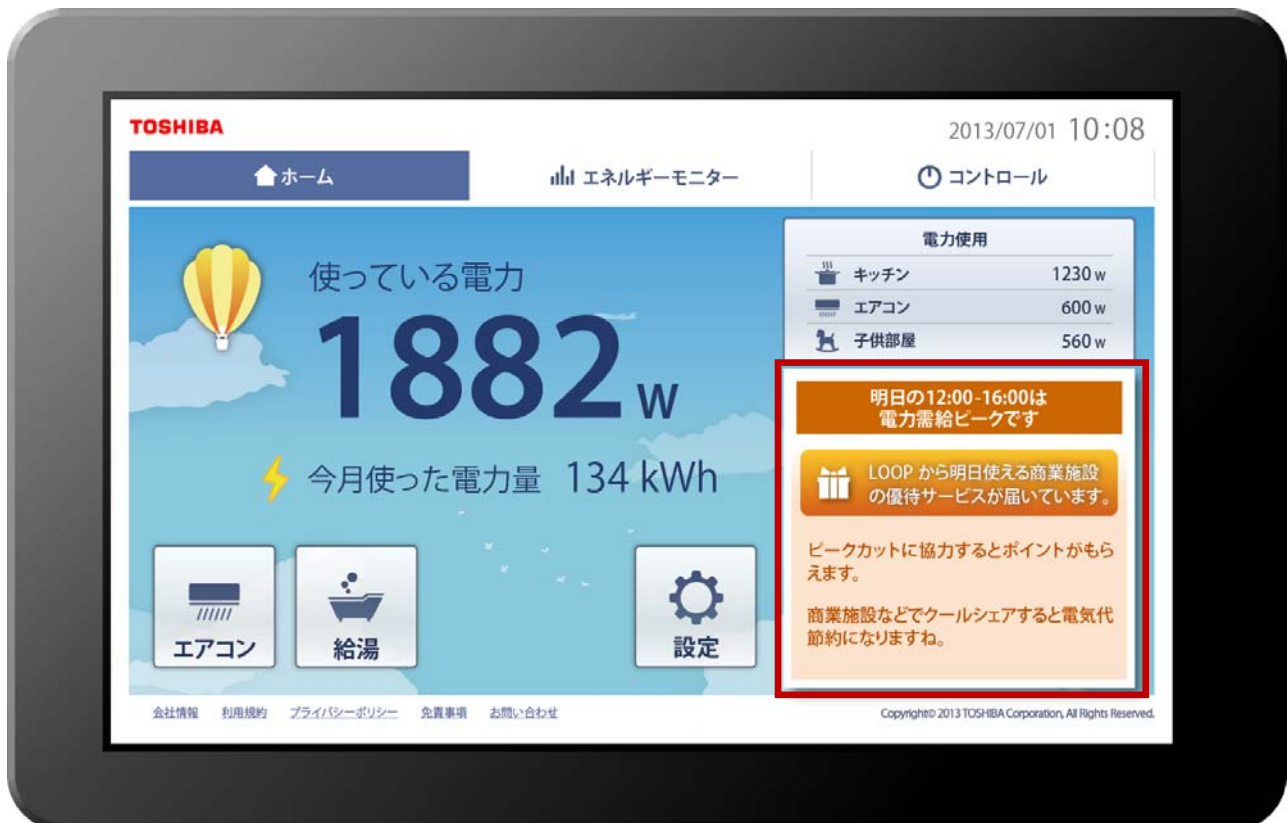 TOSHIBA
2013/07/01 10:08
ホーム
エネルギーモニター
コントロール
使っている電力
1882 w
今月使った電力量 134 kWh
エアコン
給湯
設定
電力使用
キッチン 1230 w
エアコン 600 w
子供部屋 560 w
明日の12:00-16:00は
電力需給ピークです
LOOP から明日使える商業施設
の優待サービスが届いています。
ピークカットに協力するとポイントがもら
えます。
商業施設などでクールシェアすると電気代
節約になりますね。
会社情報 利用規約 プライバシーポリシー 免責事項 お問い合わせ
Copyright© 2013 TOSHIBA Corporation, All Rights Reserved.